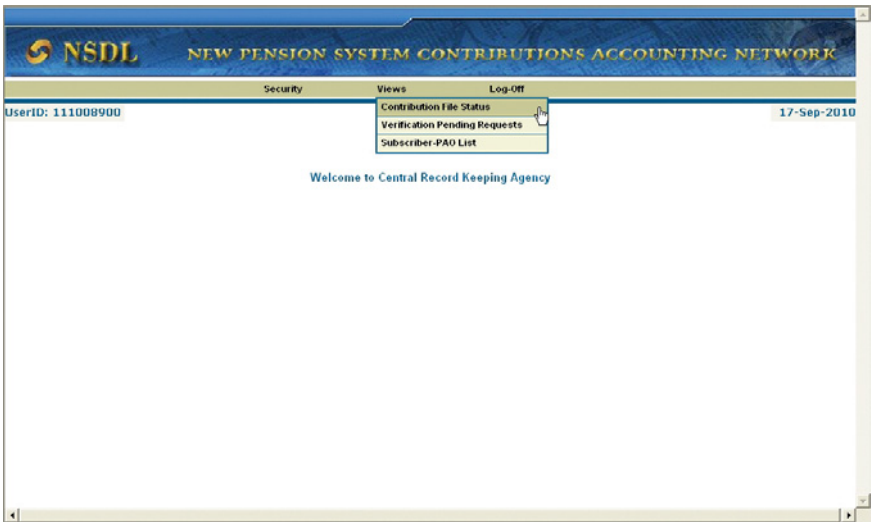 NSDL NEW PENSION SYSTEM CONTRIBUTIONS ACCOUNTING NETWORK
Security Views Log-Off
UserID: 111008900 17-Sep-2010
Contribution File Status
Verification Pending Requests
Subscriber-PAO List
Welcome to Central Record Keeping Agency